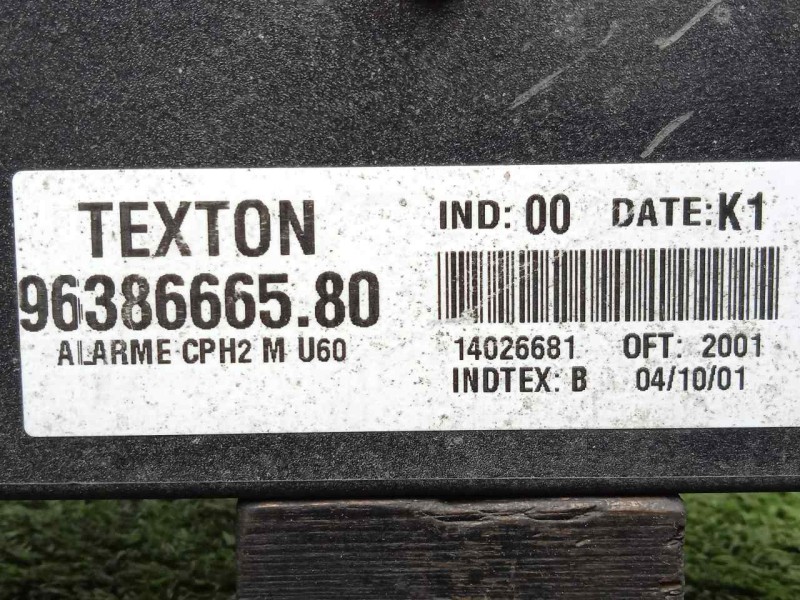 TEXTON
96386665.80
ALARME CPH2 M U60
IND: 00 DATE: K1
14026681 OFT: 2001
INDTEX: B 04/10/01